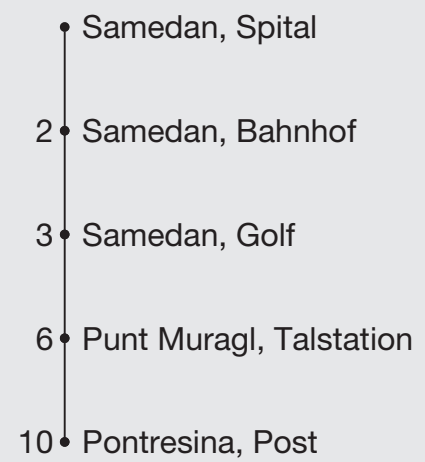 Samedan, Spital
2 Samedan, Bahnhof
3 Samedan, Golf
6 Punt Muragl, Talstation
10 Pontresina, Post